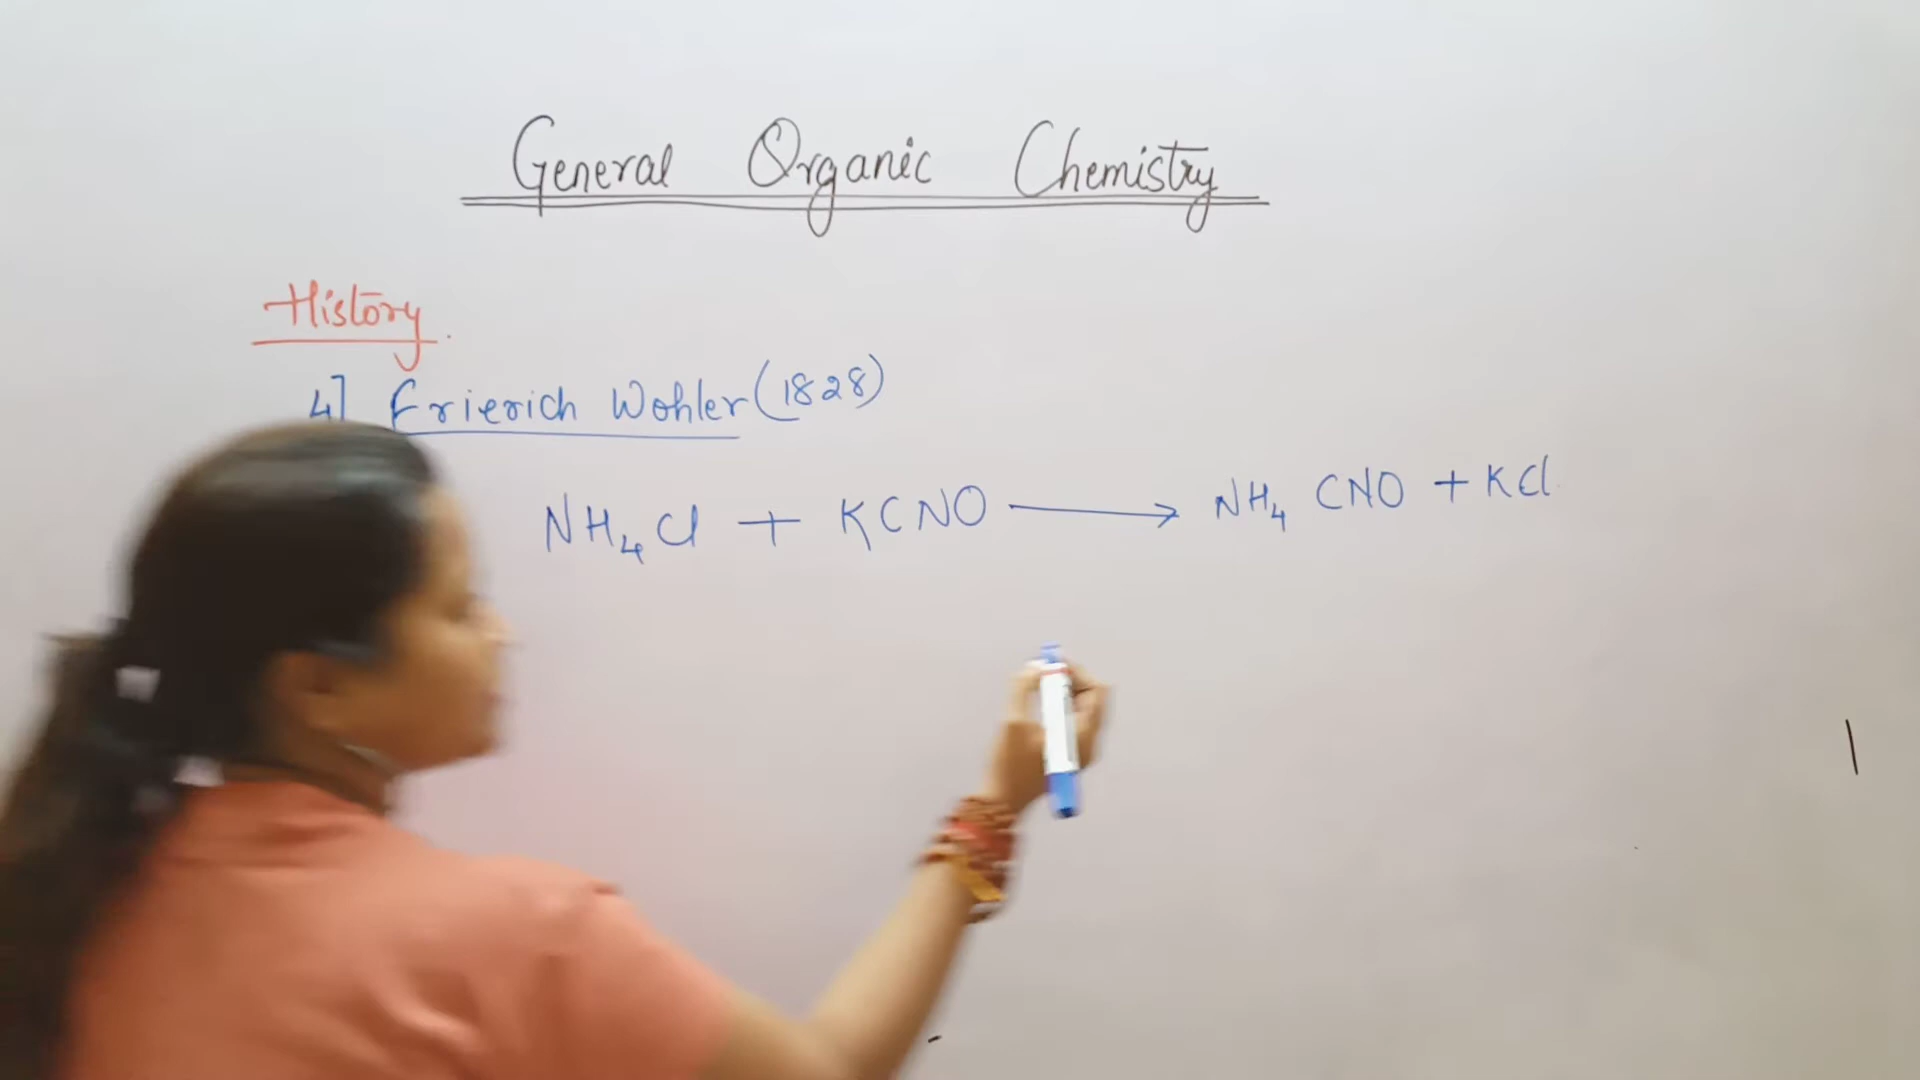 General Organic Chemistry
History
4] Frierich Wohler (1828)
NH₄Cl + KCNO ⟶ NH₄ CNO + KCl